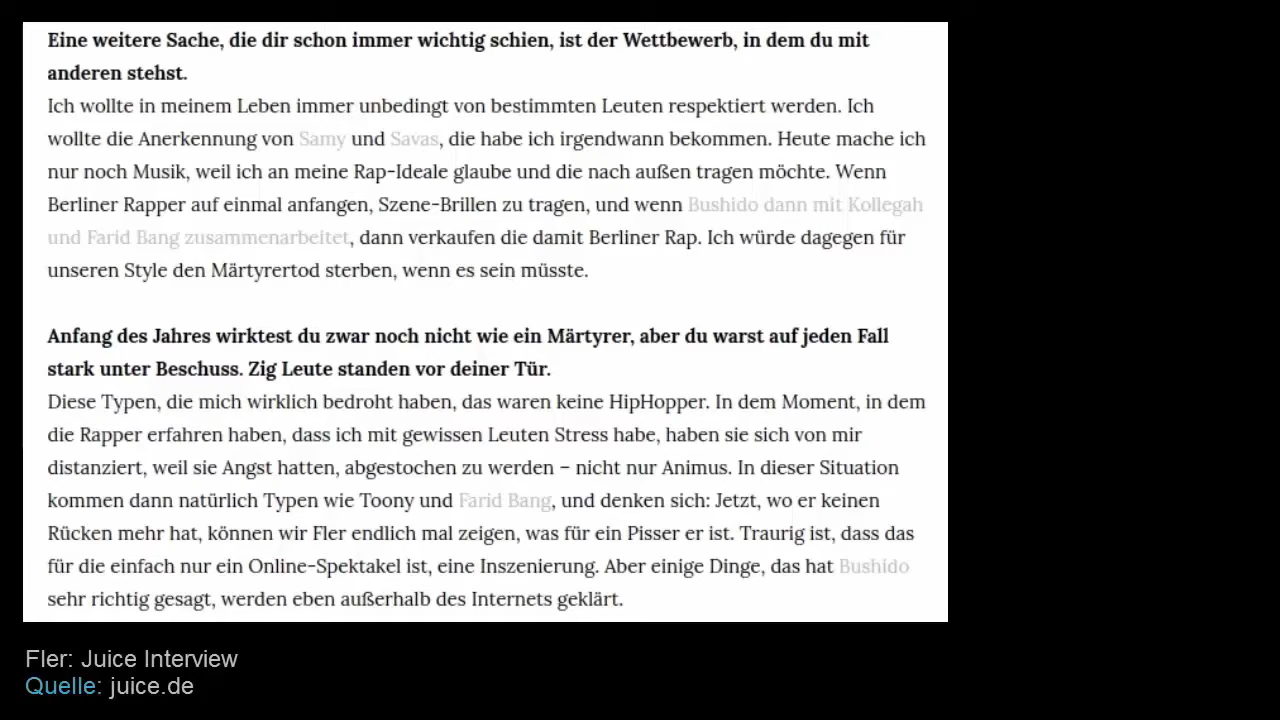 Eine weitere Sache, die dir schon immer wichtig schien, ist der Wettbewerb, in dem du mit
anderen stehst.
Ich wollte in meinem Leben immer unbedingt von bestimmten Leuten respektiert werden. Ich
wollte die Anerkennung von Samy und Savas, die habe ich irgendwann bekommen. Heute mache ich
nur noch Musik, weil ich an meine Rap-Ideale glaube und die nach außen tragen möchte. Wenn
Berliner Rapper auf einmal anfangen, Szene-Brillen zu tragen, und wenn Bushido dann mit Kollegah
und Farid Bang zusammenarbeitet, dann verkaufen die damit Berliner Rap. Ich würde dagegen für
unseren Style den Märtyrertod sterben, wenn es sein müsste.
Anfang des Jahres wirktest du zwar noch nicht wie ein Märtyrer, aber du warst auf jeden Fall
stark unter Beschuss. Zig Leute standen vor deiner Tür.
Diese Typen, die mich wirklich bedroht haben, das waren keine HipHopper. In dem Moment, in dem
die Rapper erfahren haben, dass ich mit gewissen Leuten Stress habe, haben sie sich von mir
distanziert, weil sie Angst hatten, abgestochen zu werden – nicht nur Animus. In dieser Situation
kommen dann natürlich Typen wie Toony und Farid Bang, und denken sich: Jetzt, wo er keinen
Rücken mehr hat, können wir Fler endlich mal zeigen, was für ein Pisser er ist. Traurig ist, dass das
für die einfach nur ein Online-Spektakel ist, eine Inszenierung. Aber einige Dinge, das hat Bushido
sehr richtig gesagt, werden eben außerhalb des Internets geklärt.
Fler: Juice Interview
Quelle: juice.de